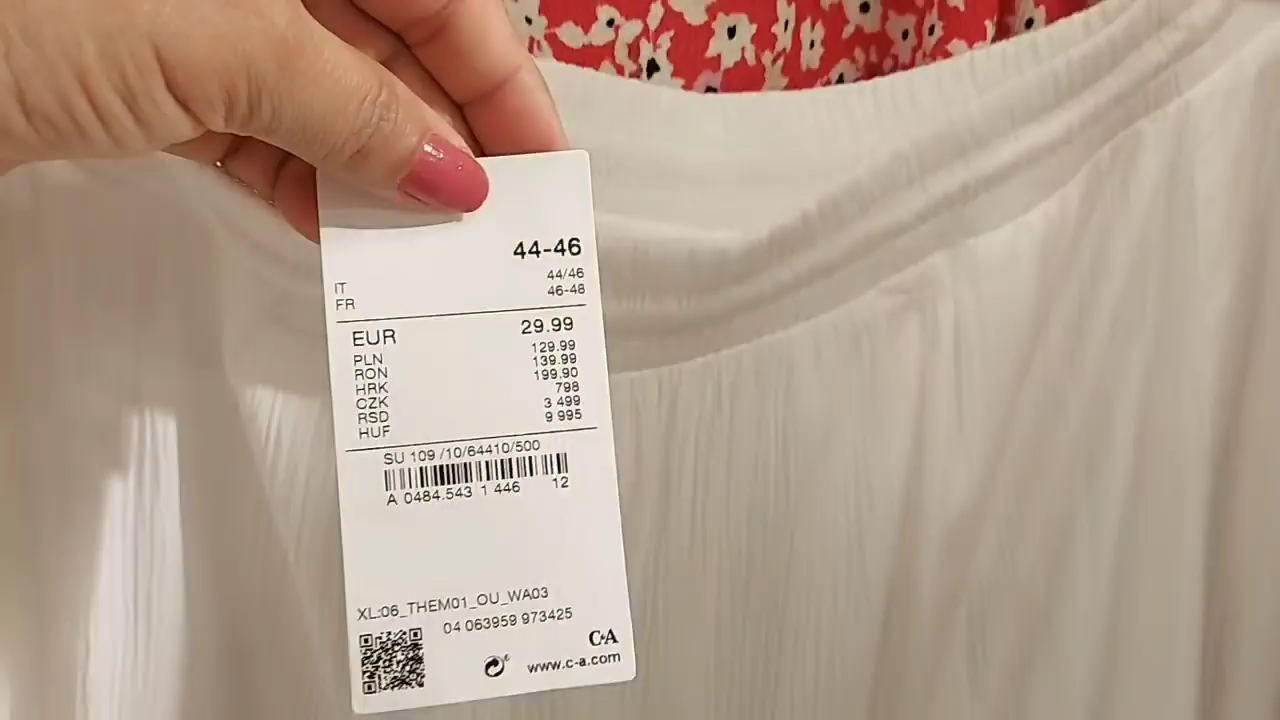 44-46
IT 44/46
FR 46-48
EUR 29.99
PLN 129.99
RON 139.99
HRK 199.90
CZK 798
RSD 3 499
HUF 9 995
SU 109 /10/64410/500
A 0484.543 1 446 12
XL:06_THEM01_OU_WA03
04 063959 973425
C&A
www.c-a.com